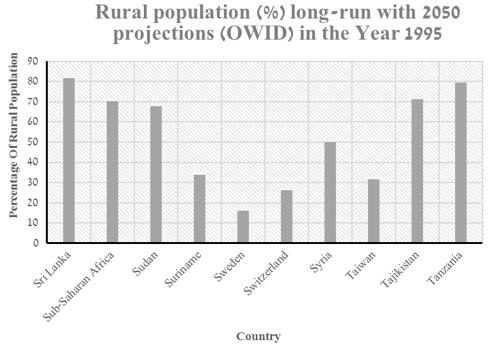 Rural population (%) long-run with 2050
projections (OWID) in the Year 1995
Percentage Of Rural Population
90
80
70
60
50
40
30
20
10
0
Sri Lanka
Sub-Saharan Africa
Sudan
Suriname
Sweden
Switzerland
Syria
Taiwan
Tajikistan
Tanzania
Country